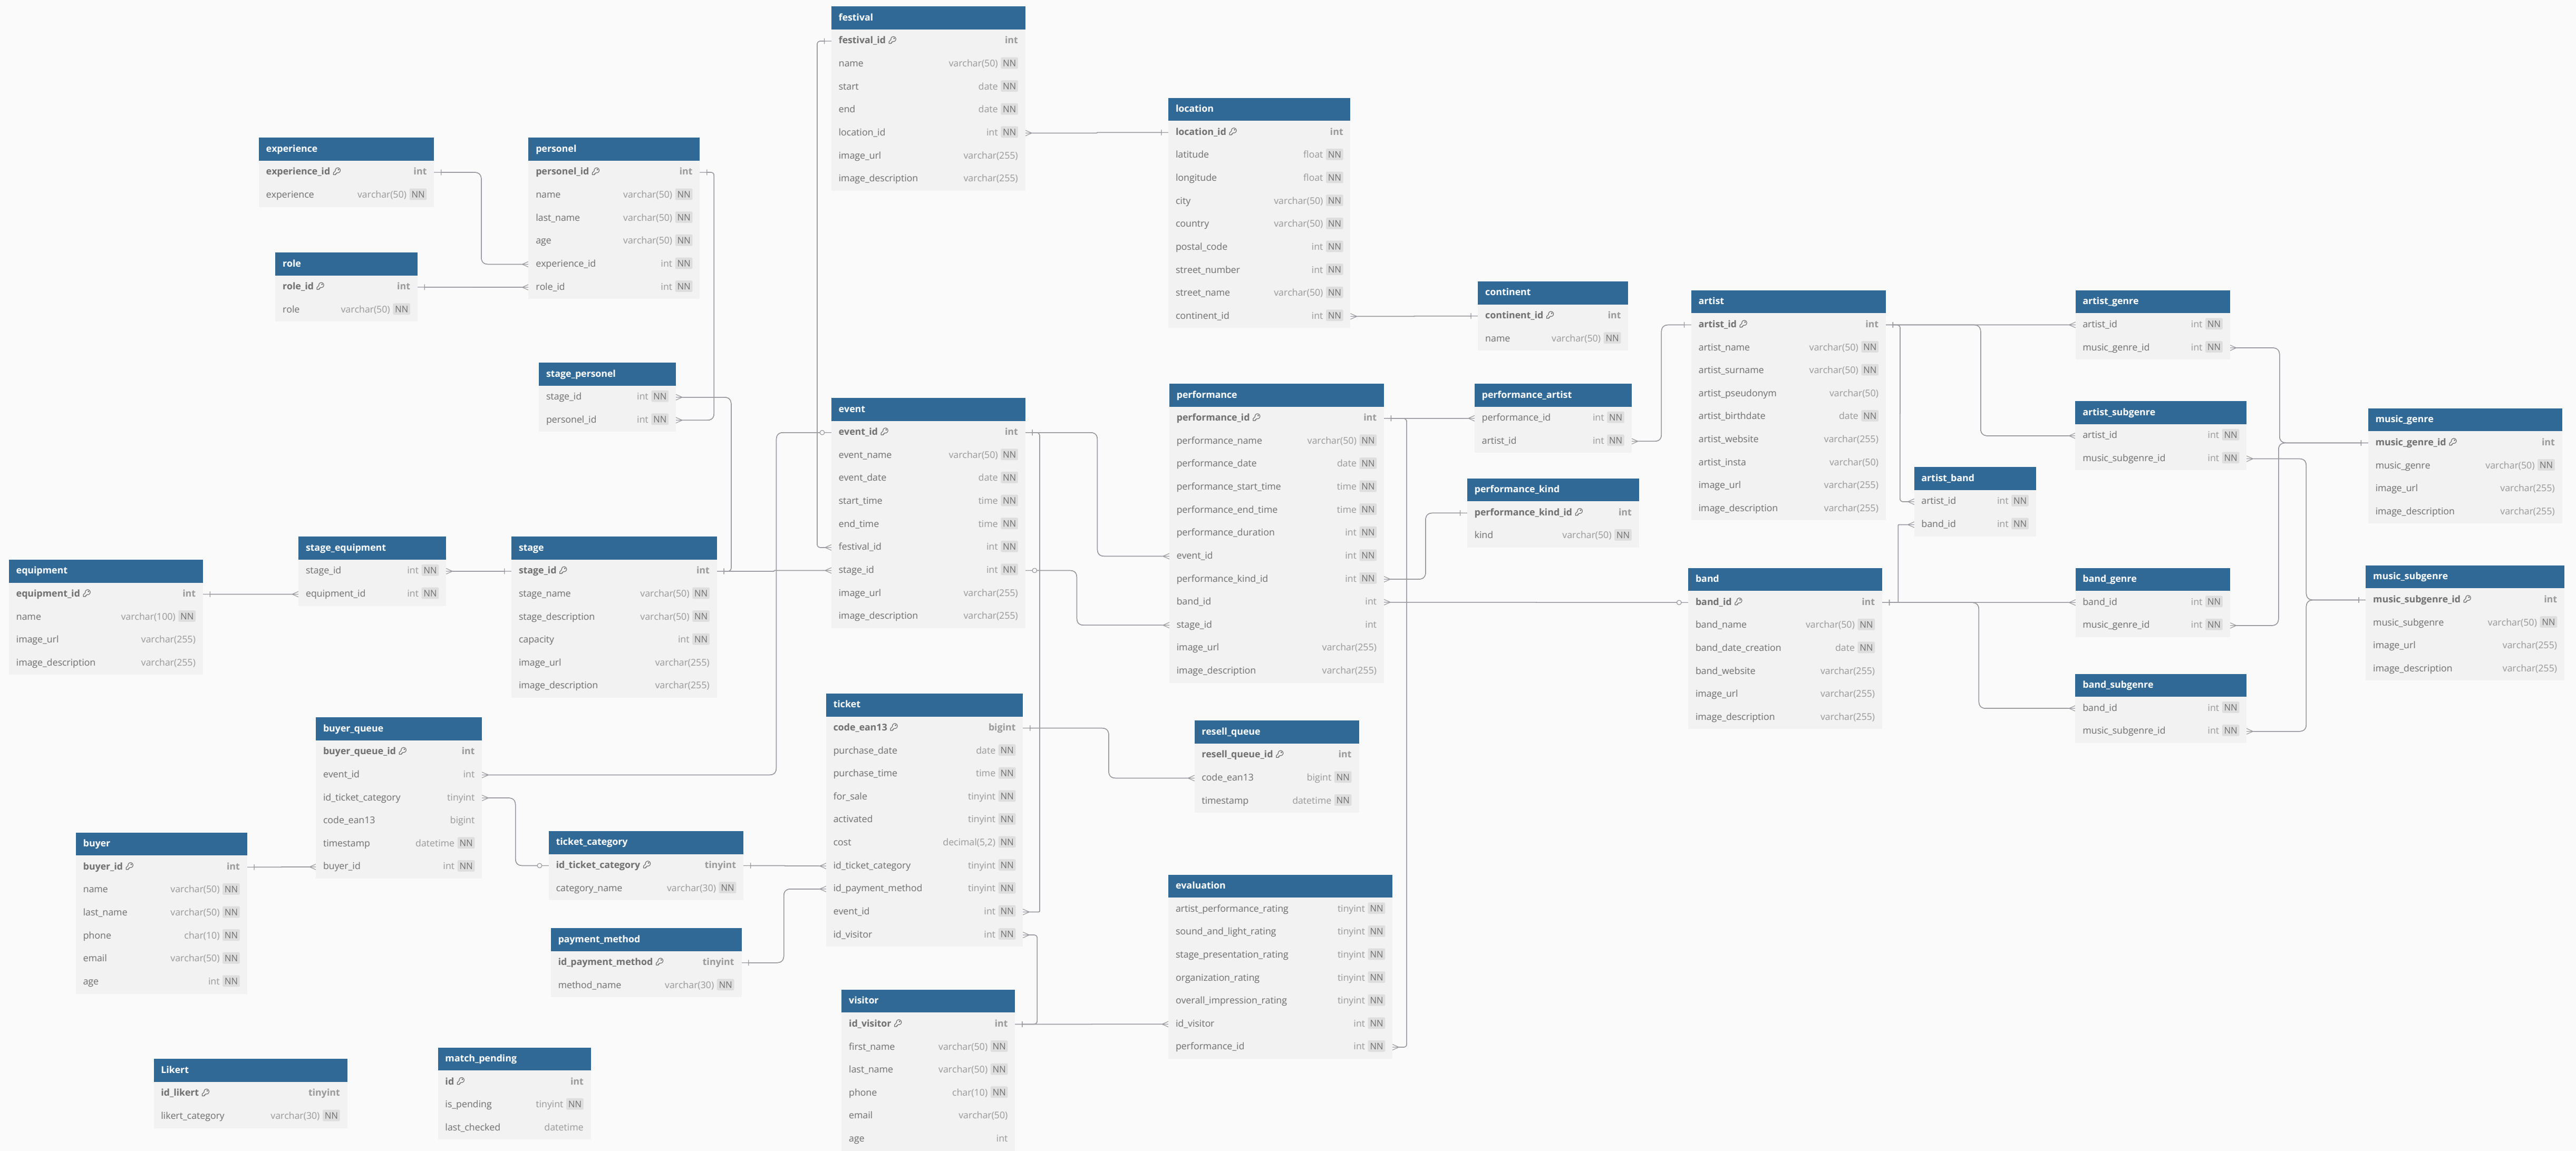 festival
festival_id int
name varchar(50) NN
start date NN
end date NN
location_id int NN
image_url varchar(255)
image_description varchar(255)
location
location_id int
latitude float NN
longitude float NN
city varchar(50) NN
country varchar(50) NN
postal_code int NN
street_number int NN
street_name varchar(50) NN
continent_id int NN
experience
experience_id int
experience varchar(50) NN
personel
personel_id int
name varchar(50) NN
last_name varchar(50) NN
age varchar(50) NN
experience_id int NN
role_id int NN
role
role_id int
role varchar(50) NN
continent
continent_id int
name varchar(50) NN
artist
artist_id int
artist_name varchar(50) NN
artist_surname varchar(50) NN
artist_pseudonym varchar(50)
artist_birthdate date NN
artist_website varchar(255)
artist_insta varchar(50)
image_url varchar(255)
image_description varchar(255)
artist_genre
artist_id int NN
music_genre_id int NN
stage_personel
stage_id int NN
personel_id int NN
event
event_id int
event_name varchar(50) NN
event_date date NN
start_time time NN
end_time time NN
festival_id int NN
stage_id int NN
image_url varchar(255)
image_description varchar(255)
performance
performance_id int
performance_name varchar(50) NN
performance_date date NN
performance_start_time time NN
performance_end_time time NN
performance_duration int NN
event_id int NN
performance_kind_id int NN
band_id int
stage_id int
image_url varchar(255)
image_description varchar(255)
performance_artist
performance_id int NN
artist_id int NN
performance_kind
performance_kind_id int
kind varchar(50) NN
artist_subgenre
artist_id int NN
music_subgenre_id int NN
music_genre
music_genre_id int
music_genre varchar(50) NN
image_url varchar(255)
image_description varchar(255)
artist_band
artist_id int NN
band_id int NN
equipment
equipment_id int
name varchar(100) NN
image_url varchar(255)
image_description varchar(255)
stage_equipment
stage_id int NN
equipment_id int NN
stage
stage_id int
stage_name varchar(50) NN
stage_description varchar(50) NN
capacity int NN
image_url varchar(255)
image_description varchar(255)
band
band_id int
band_name varchar(50) NN
band_date_creation date NN
band_website varchar(255)
image_url varchar(255)
image_description varchar(255)
band_genre
band_id int NN
music_genre_id int NN
music_subgenre
music_subgenre_id int
music_subgenre varchar(50) NN
image_url varchar(255)
image_description varchar(255)
band_subgenre
band_id int NN
music_subgenre_id int NN
buyer_queue
buyer_queue_id int
event_id int
id_ticket_category tinyint
code_ean13 bigint
timestamp datetime NN
buyer_id int NN
ticket
code_ean13 bigint
purchase_date date NN
purchase_time time NN
for_sale tinyint NN
activated tinyint NN
cost decimal(5,2) NN
id_ticket_category tinyint NN
id_payment_method tinyint NN
event_id int NN
id_visitor int NN
resell_queue
resell_queue_id int
code_ean13 bigint NN
timestamp datetime NN
buyer
buyer_id int
name varchar(50) NN
last_name varchar(50) NN
phone char(10) NN
email varchar(50) NN
age int NN
ticket_category
id_ticket_category tinyint
category_name varchar(30) NN
payment_method
id_payment_method tinyint
method_name varchar(30) NN
evaluation
artist_performance_rating tinyint NN
sound_and_light_rating tinyint NN
stage_presentation_rating tinyint NN
organization_rating tinyint NN
overall_impression_rating tinyint NN
id_visitor int NN
performance_id int NN
visitor
id_visitor int
first_name varchar(50) NN
last_name varchar(50) NN
phone char(10) NN
email varchar(50)
age int
Likert
id_likert tinyint
likert_category varchar(30) NN
match_pending
id int
is_pending tinyint NN
last_checked datetime